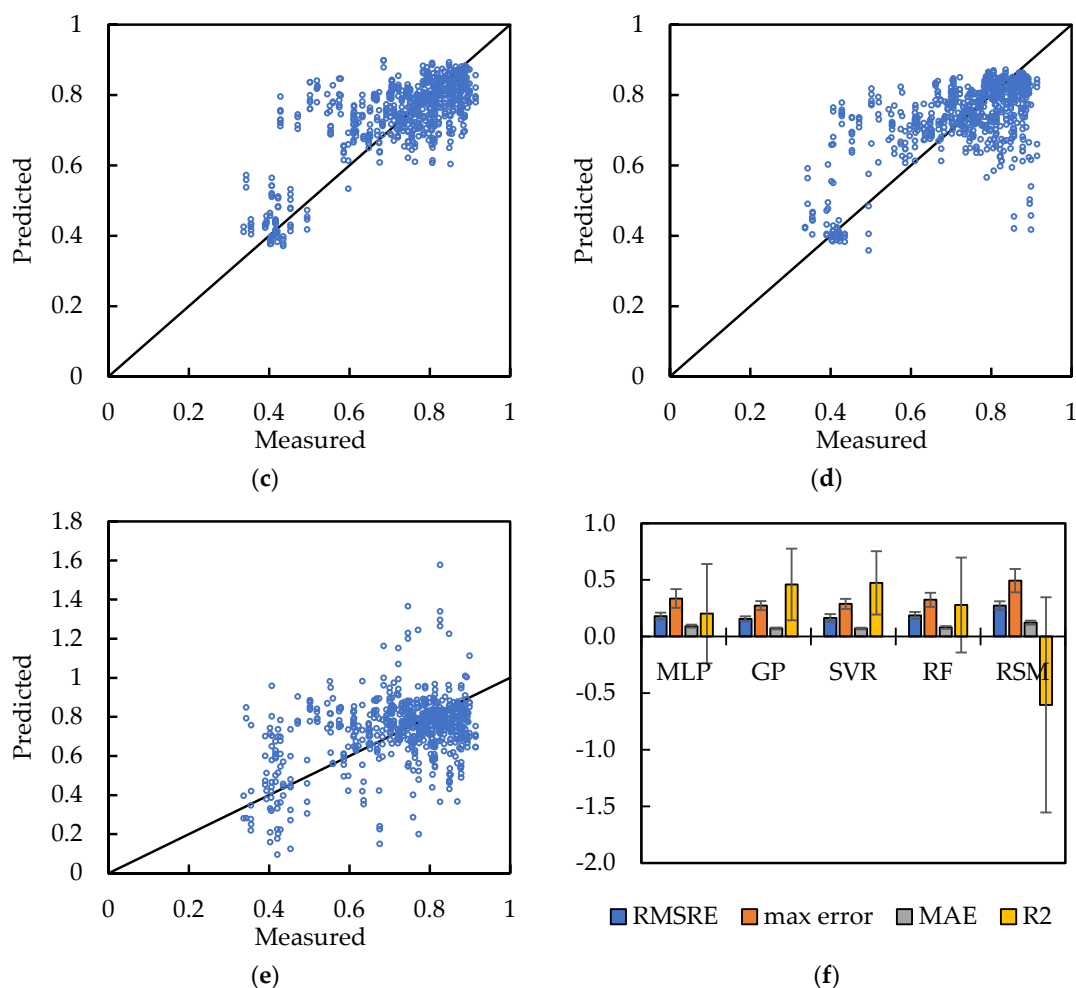 1
0.8
0.6
0.4
0.2
0
0 0.2 0.4 0.6 0.8 1
Predicted
Measured
(c)
1
0.8
0.6
0.4
0.2
0
0 0.2 0.4 0.6 0.8 1
Predicted
Measured
(d)
1.8
1.6
1.4
1.2
1
0.8
0.6
0.4
0.2
0
0 0.2 0.4 0.6 0.8 1
Predicted
Measured
(e)
1.0
0.5
0.0
-0.5
-1.0
-1.5
-2.0
MLP GP SVR RF RSM
RMSRE max error MAE R2
(f)